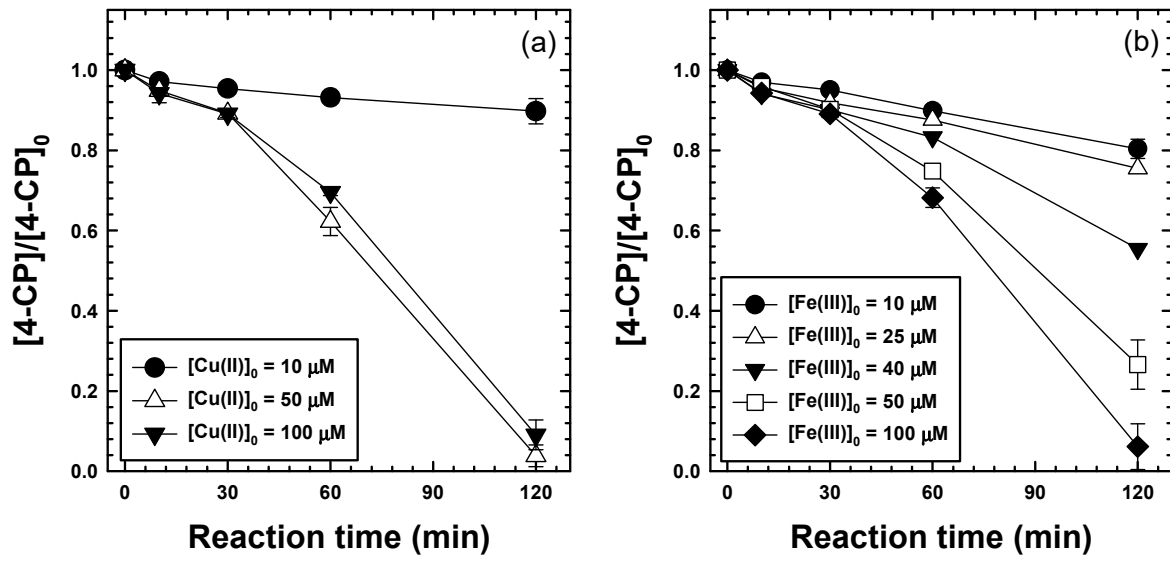 (a)
[4-CP]/[4-CP]₀
1.0
0.8
0.6
0.4
0.2
0.0
[Cu(II)]₀ = 10 μM
[Cu(II)]₀ = 50 μM
[Cu(II)]₀ = 100 μM
0 30 60 90 120
Reaction time (min)
(b)
[4-CP]/[4-CP]₀
1.0
0.8
0.6
0.4
0.2
0.0
[Fe(III)]₀ = 10 μM
[Fe(III)]₀ = 25 μM
[Fe(III)]₀ = 40 μM
[Fe(III)]₀ = 50 μM
[Fe(III)]₀ = 100 μM
0 30 60 90 120
Reaction time (min)